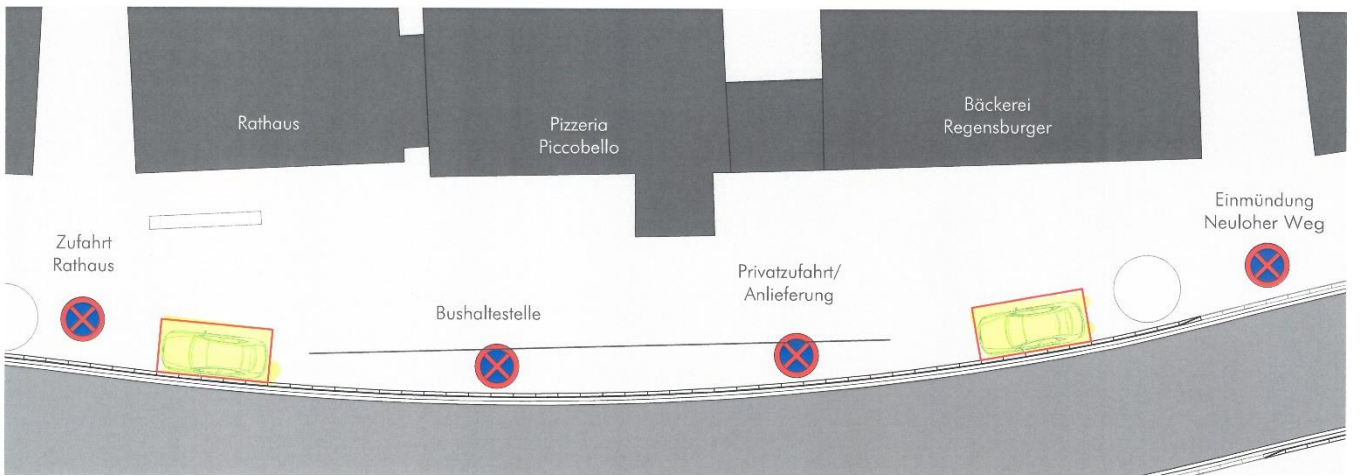 Rathaus
Pizzeria
Piccobello
Bäckerei
Regensburger
Zufahrt
Rathaus
Bushaltestelle
Privatzufahrt/
Anlieferung
Einmündung
Neuloher Weg